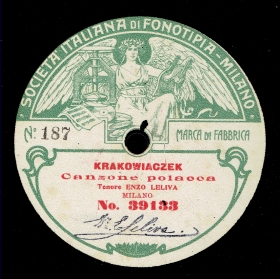 SOCIETÀ ITALIANA DI FONOTIPIA - MILANO
Nº 187
MARCA DI FABBRICA
KRAKOWIACZEK
Canzone polacca
Tenore ENZO LELIVA
MILANO
No. 39133
E. Leliva.